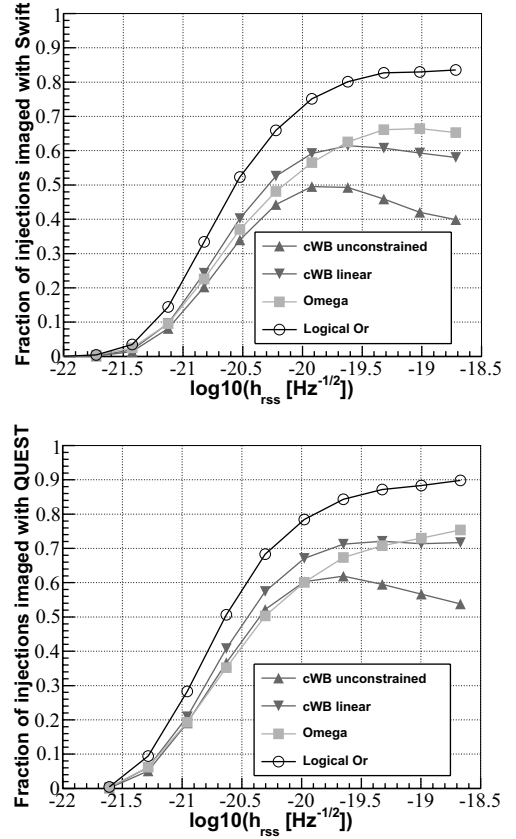 Fraction of injections imaged with Swift
1
0.9
0.8
0.7
0.6
0.5
0.4
0.3
0.2
0.1
0
cWB unconstrained
cWB linear
Omega
Logical Or
-22 -21.5 -21 -20.5 -20 -19.5 -19 -18.5
log10(h_rss [Hz^-1/2])
Fraction of injections imaged with QUEST
1
0.9
0.8
0.7
0.6
0.5
0.4
0.3
0.2
0.1
0
cWB unconstrained
cWB linear
Omega
Logical Or
-22 -21.5 -21 -20.5 -20 -19.5 -19 -18.5
log10(h_rss [Hz^-1/2])